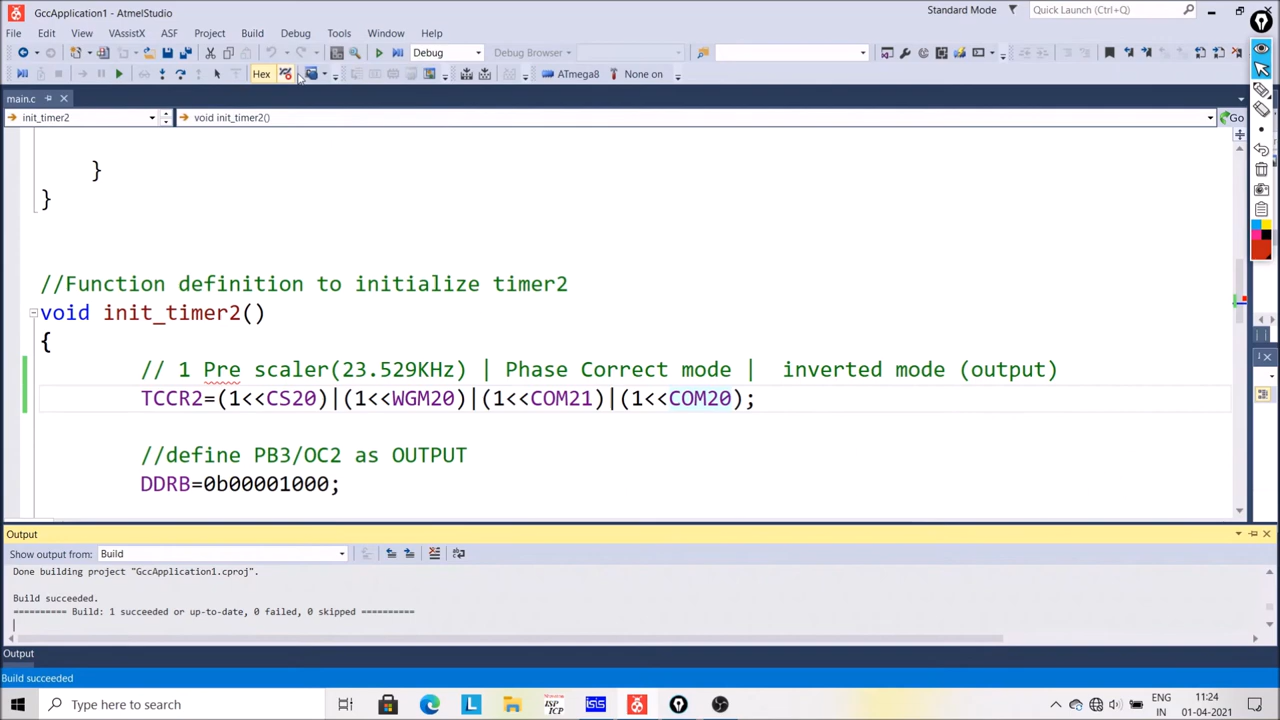 GccApplication1 - AtmelStudio
Standard Mode
Quick Launch (Ctrl+Q)
File Edit View VAssistX ASF Project Build Debug Tools Window Help
Debug
Debug Browser
Hex
ATmega8
None on
main.c
init_timer2
void init_timer2()
Go
}
}
//Function definition to initialize timer2
void init_timer2()
{
// 1 Pre scaler(23.529KHz) | Phase Correct mode |  inverted mode (output)
TCCR2=(1<<CS20)|(1<<WGM20)|(1<<COM21)|(1<<COM20);
//define PB3/OC2 as OUTPUT
DDRB=0b00001000;
Output
Show output from: Build
Done building project "GccApplication1.cproj".
Build succeeded.
========== Build: 1 succeeded or up-to-date, 0 failed, 0 skipped ==========
Output
Build succeeded
Type here to search
ISP
ICP
isis
L
ENG
IN
11:24
01-04-2021